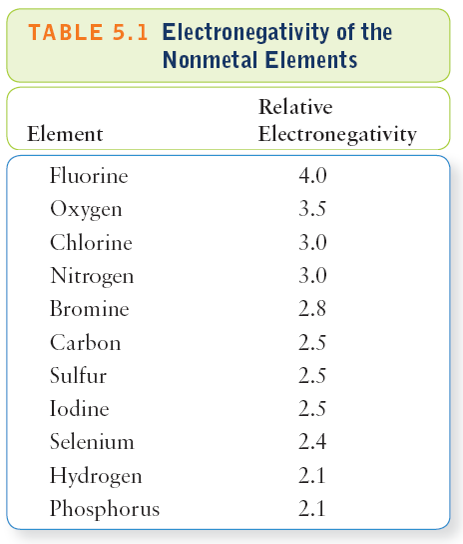 TABLE 5.1 Electronegativity of the
Nonmetal Elements
Relative
Element Electronegativity
Fluorine 4.0
Oxygen 3.5
Chlorine 3.0
Nitrogen 3.0
Bromine 2.8
Carbon 2.5
Sulfur 2.5
Iodine 2.5
Selenium 2.4
Hydrogen 2.1
Phosphorus 2.1